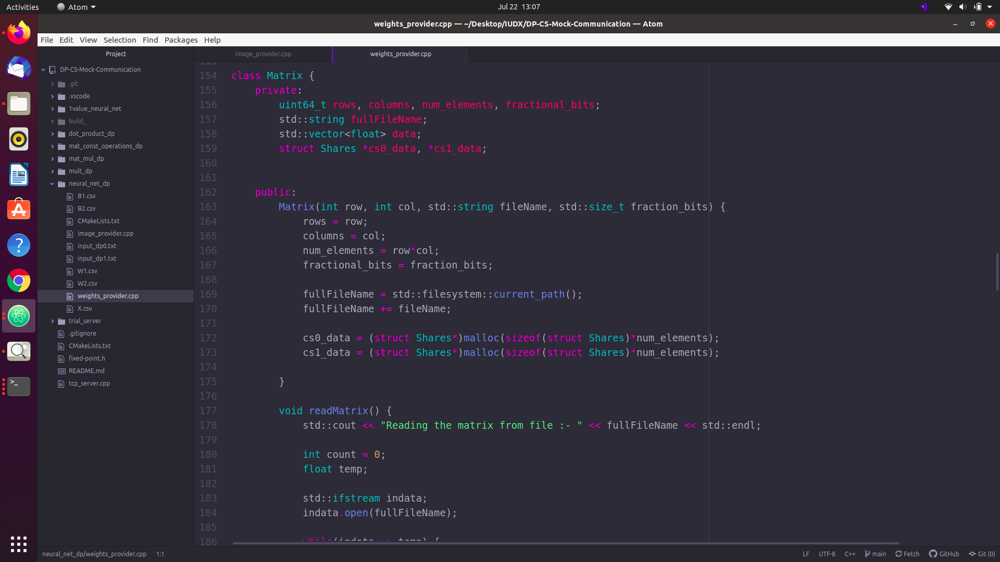 Activities
Atom
Jul 22 13:07
weights_provider.cpp — ~/Desktop/IUDX/DP-CS-Mock-Communication — Atom
File Edit View Selection Find Packages Help
Project
DP-CS-Mock-Communication
.git
.vscode
1value_neural_net
build_
dot_product_dp
mat_const_operations_dp
mat_mul_dp
mult_dp
neural_net_dp
B1.csv
B2.csv
CMakeLists.txt
image_provider.cpp
input_dp0.txt
input_dp1.txt
W1.csv
W2.csv
weights_provider.cpp
X.csv
trial_server
.gitignore
CMakeLists.txt
fixed-point.h
README.md
tcp_server.cpp
image_provider.cpp
weights_provider.cpp
153
154 class Matrix {
155 private:
156 uint64_t rows, columns, num_elements, fractional_bits;
157 std::string fullFileName;
158 std::vector<float> data;
159 struct Shares *cs0_data, *cs1_data;
160
161
162 public:
163 Matrix(int row, int col, std::string fileName, std::size_t fraction_bits) {
164 rows = row;
165 columns = col;
166 num_elements = row*col;
167 fractional_bits = fraction_bits;
168
169 fullFileName = std::filesystem::current_path();
170 fullFileName += fileName;
171
172 cs0_data = (struct Shares*)malloc(sizeof(struct Shares)*num_elements);
173 cs1_data = (struct Shares*)malloc(sizeof(struct Shares)*num_elements);
174
175 }
176
177 void readMatrix() {
178 std::cout << "Reading the matrix from file :- " << fullFileName << std::endl;
179
180 int count = 0;
181 float temp;
182
183 std::ifstream indata;
184 indata.open(fullFileName);
185
186 while(indata >> temp) {
neural_net_dp/weights_provider.cpp 1:1
LF UTF-8 C++ main Fetch GitHub Git (0)